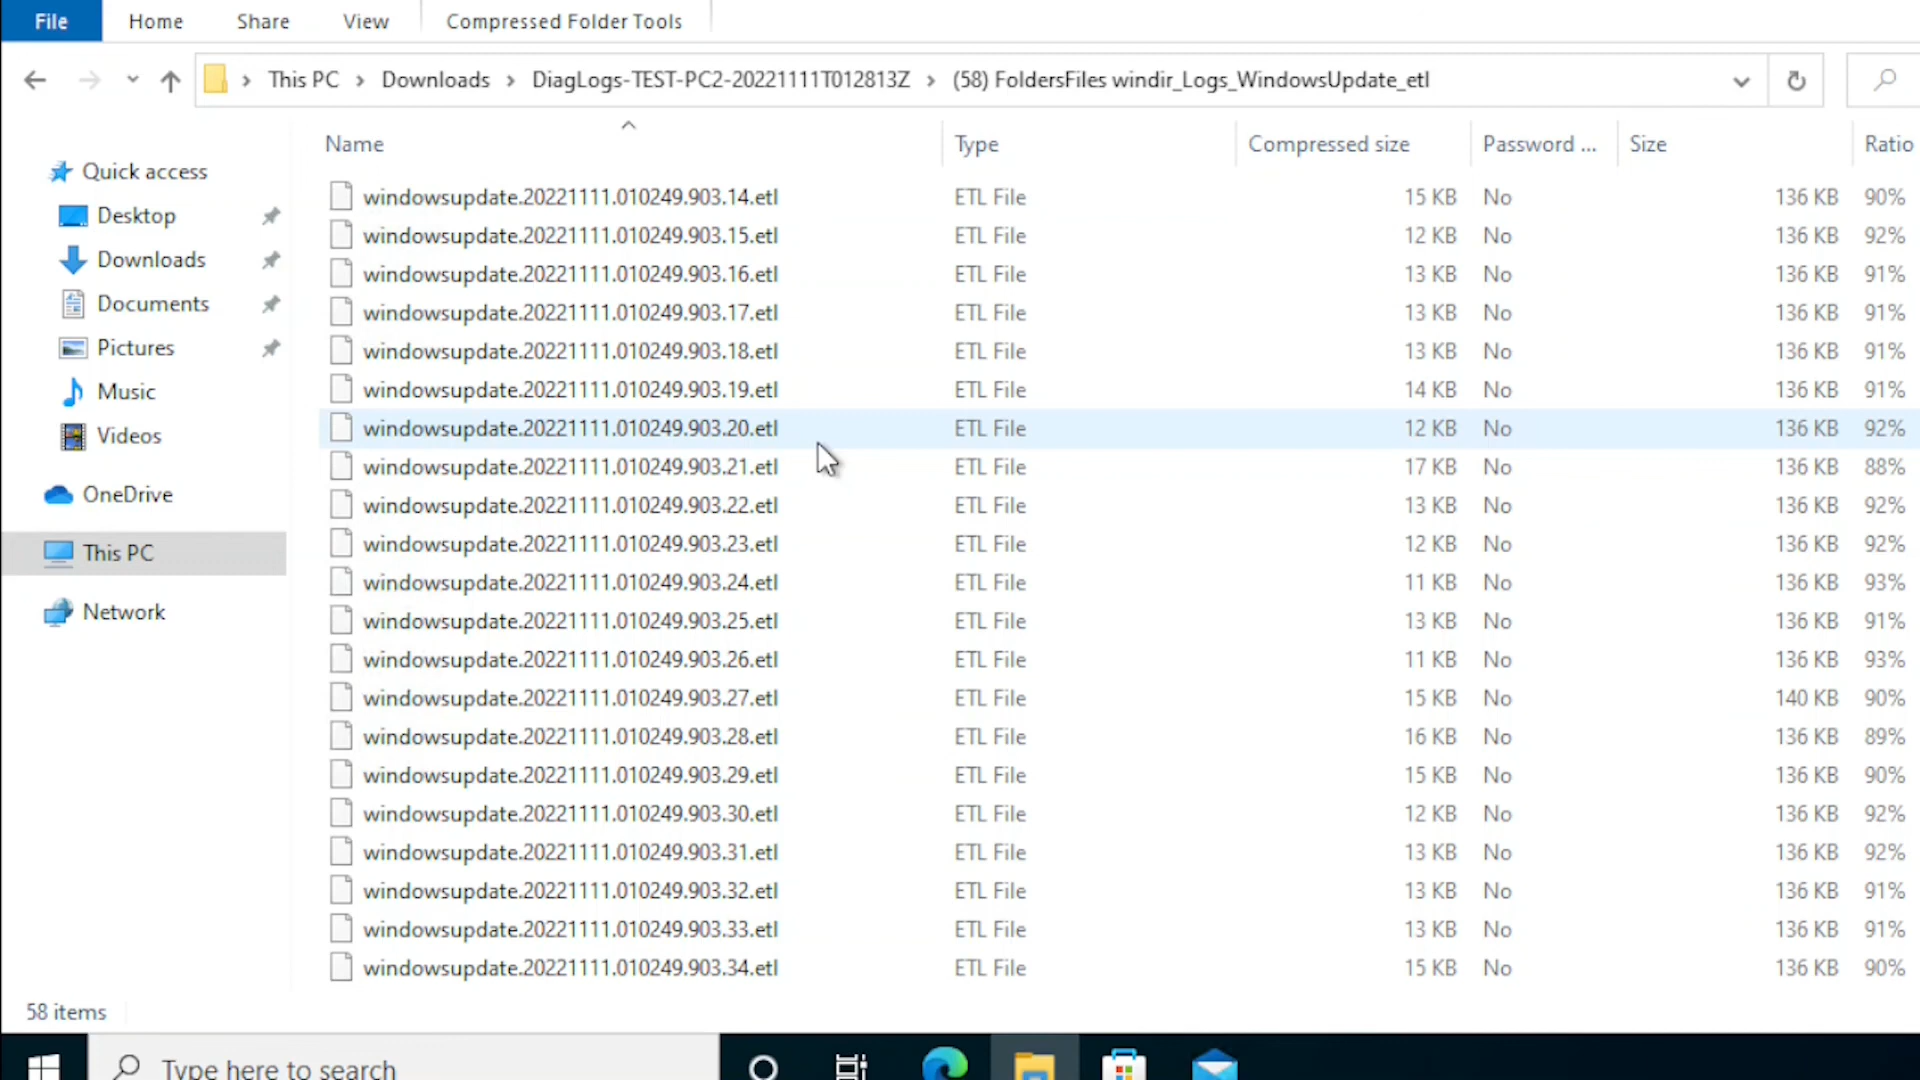 File Home Share View Compressed Folder Tools
This PC Downloads DiagLogs-TEST-PC2-20221111T012813Z (58) FoldersFiles windir_Logs_WindowsUpdate_etl
Name Type Compressed size Password ... Size Ratio
Quick access
Desktop
Downloads
Documents
Pictures
Music
Videos
OneDrive
This PC
Network
windowsupdate.20221111.010249.903.14.etl ETL File 15 KB No 136 KB 90%
windowsupdate.20221111.010249.903.15.etl ETL File 12 KB No 136 KB 92%
windowsupdate.20221111.010249.903.16.etl ETL File 13 KB No 136 KB 91%
windowsupdate.20221111.010249.903.17.etl ETL File 13 KB No 136 KB 91%
windowsupdate.20221111.010249.903.18.etl ETL File 13 KB No 136 KB 91%
windowsupdate.20221111.010249.903.19.etl ETL File 14 KB No 136 KB 91%
windowsupdate.20221111.010249.903.20.etl ETL File 12 KB No 136 KB 92%
windowsupdate.20221111.010249.903.21.etl ETL File 17 KB No 136 KB 88%
windowsupdate.20221111.010249.903.22.etl ETL File 13 KB No 136 KB 92%
windowsupdate.20221111.010249.903.23.etl ETL File 12 KB No 136 KB 92%
windowsupdate.20221111.010249.903.24.etl ETL File 11 KB No 136 KB 93%
windowsupdate.20221111.010249.903.25.etl ETL File 13 KB No 136 KB 91%
windowsupdate.20221111.010249.903.26.etl ETL File 11 KB No 136 KB 93%
windowsupdate.20221111.010249.903.27.etl ETL File 15 KB No 140 KB 90%
windowsupdate.20221111.010249.903.28.etl ETL File 16 KB No 136 KB 89%
windowsupdate.20221111.010249.903.29.etl ETL File 15 KB No 136 KB 90%
windowsupdate.20221111.010249.903.30.etl ETL File 12 KB No 136 KB 92%
windowsupdate.20221111.010249.903.31.etl ETL File 13 KB No 136 KB 92%
windowsupdate.20221111.010249.903.32.etl ETL File 13 KB No 136 KB 91%
windowsupdate.20221111.010249.903.33.etl ETL File 13 KB No 136 KB 91%
windowsupdate.20221111.010249.903.34.etl ETL File 15 KB No 136 KB 90%
58 items
Type here to search